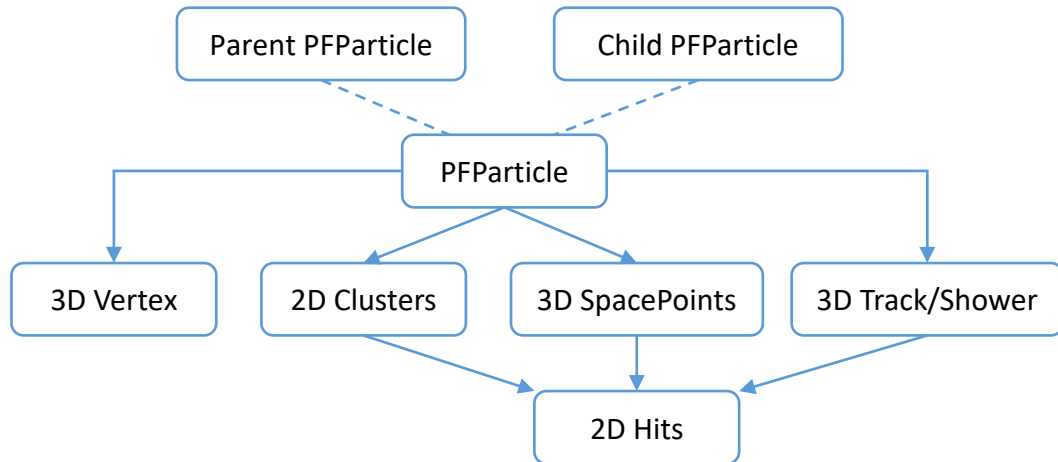 Parent PFParticle
Child PFParticle
PFParticle
3D Vertex
2D Clusters
3D SpacePoints
3D Track/Shower
2D Hits